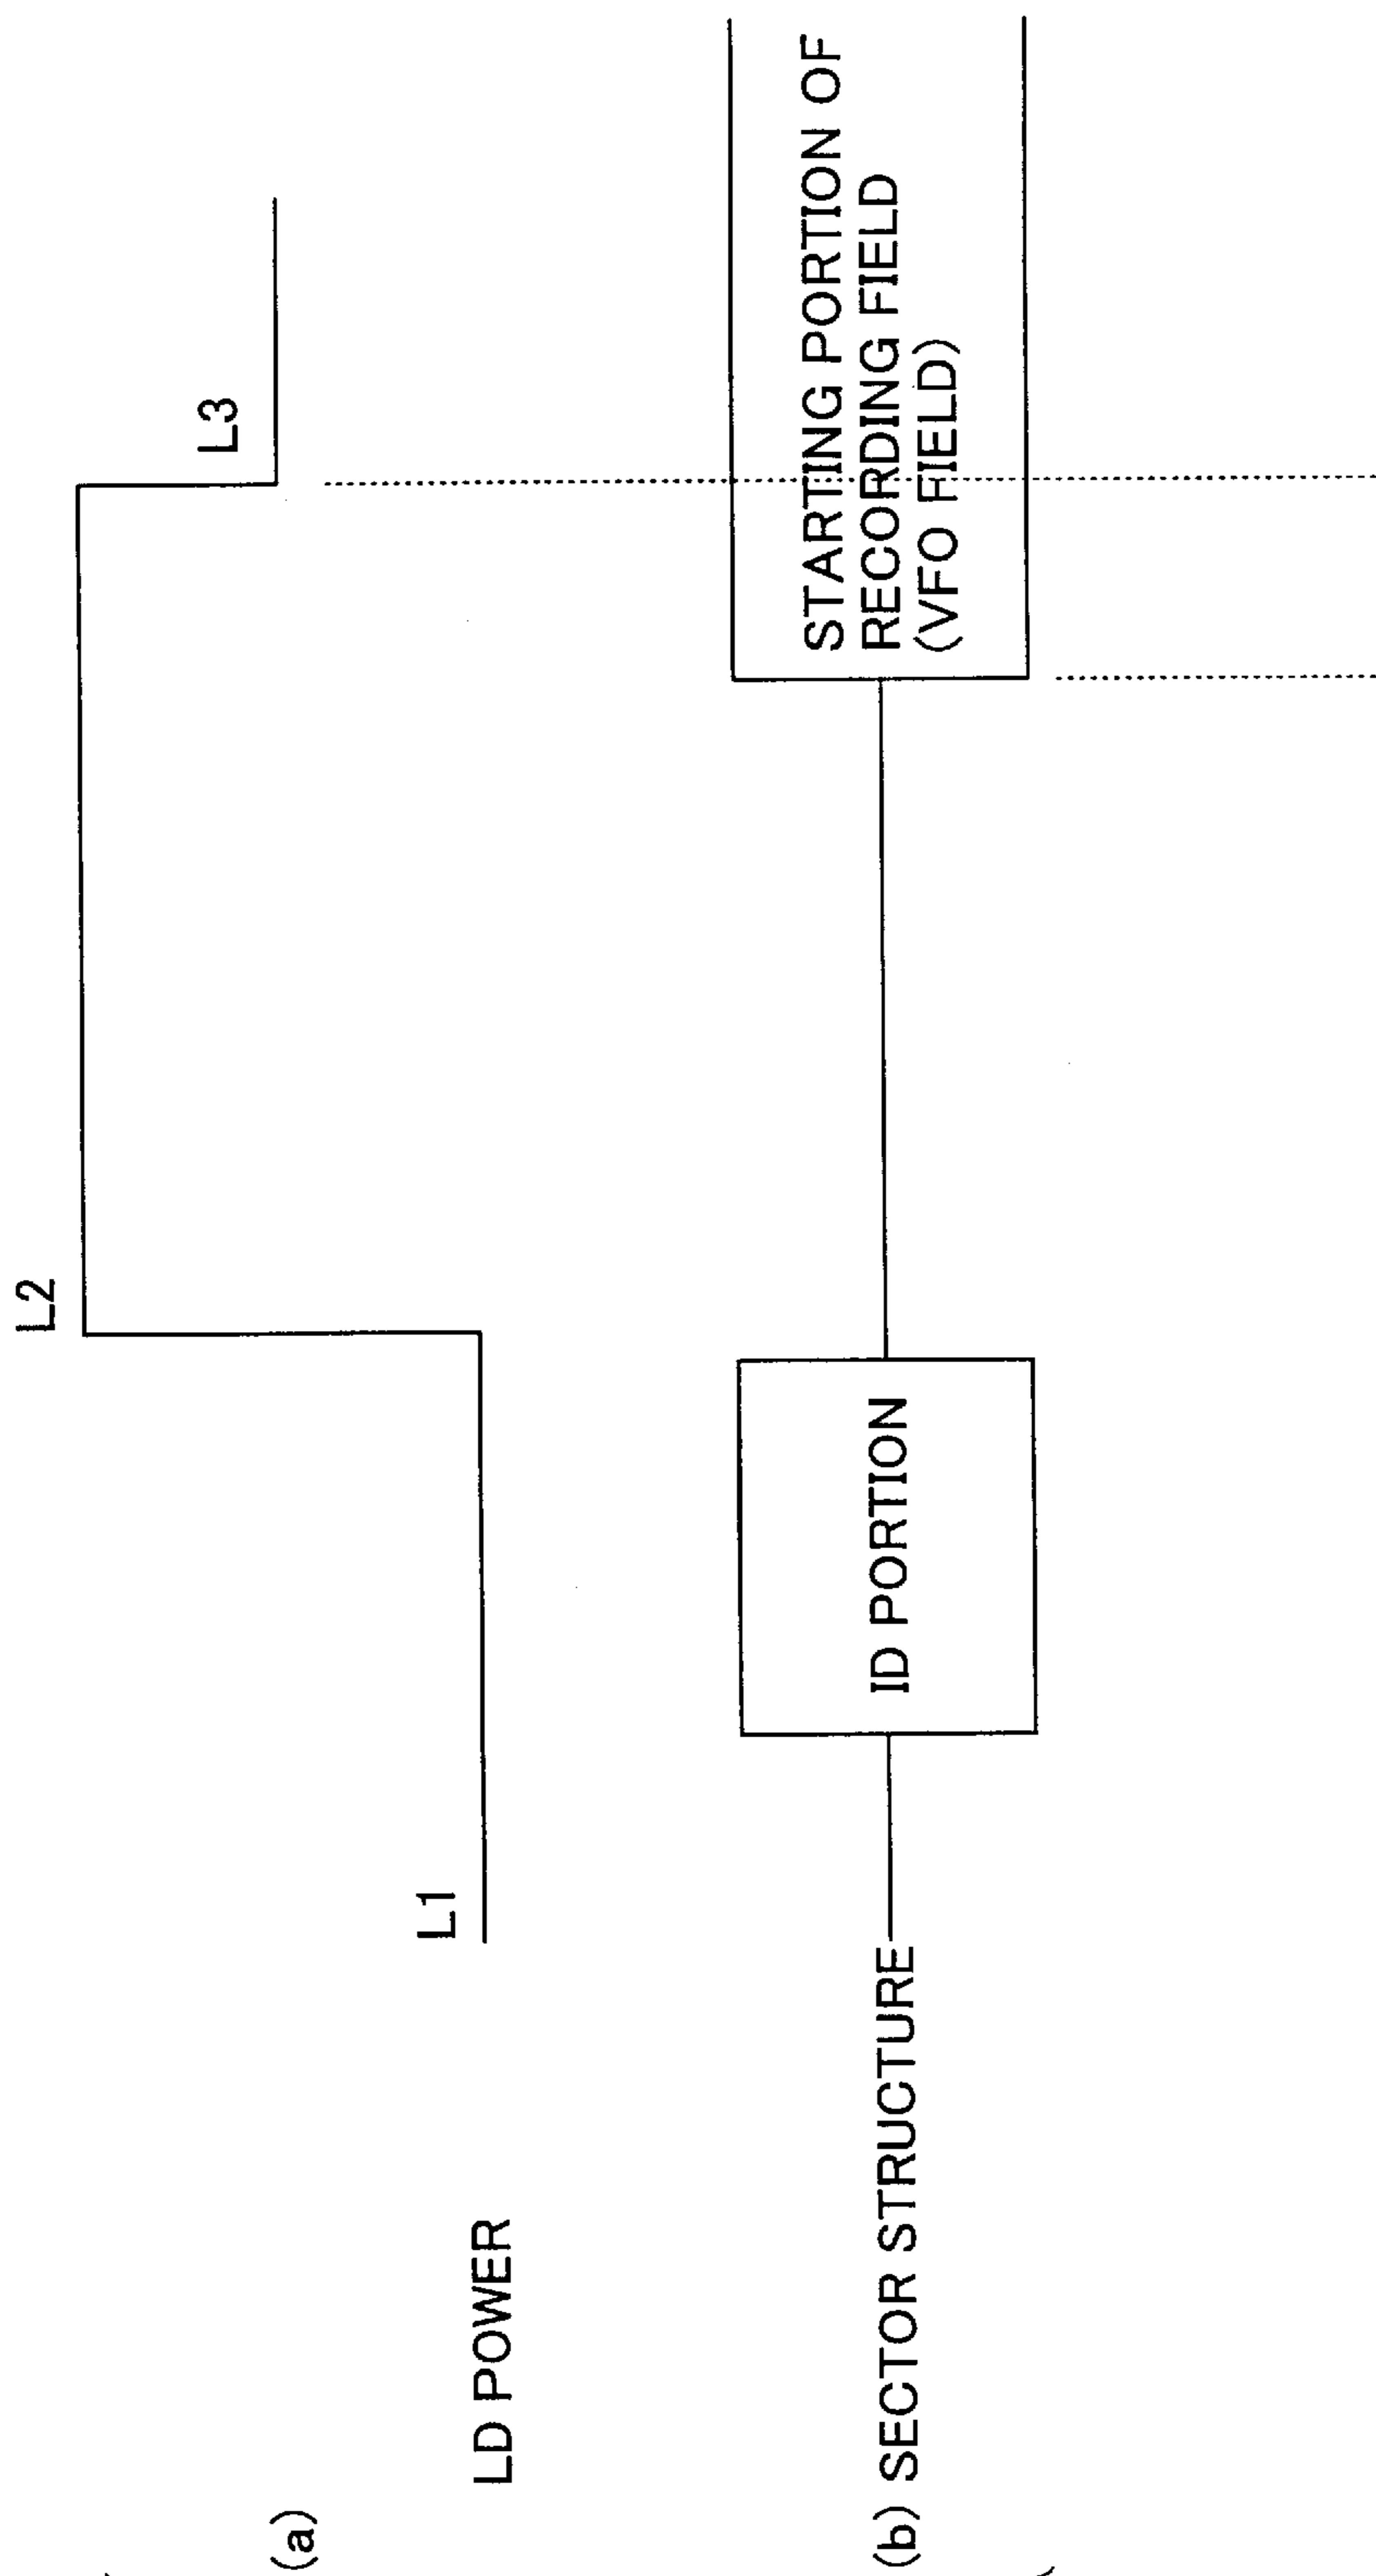 (a)
LD POWER
L1
L2
L3
(b) SECTOR STRUCTURE
ID PORTION
STARTING PORTION OF
RECORDING FIELD
(VFO FIELD)